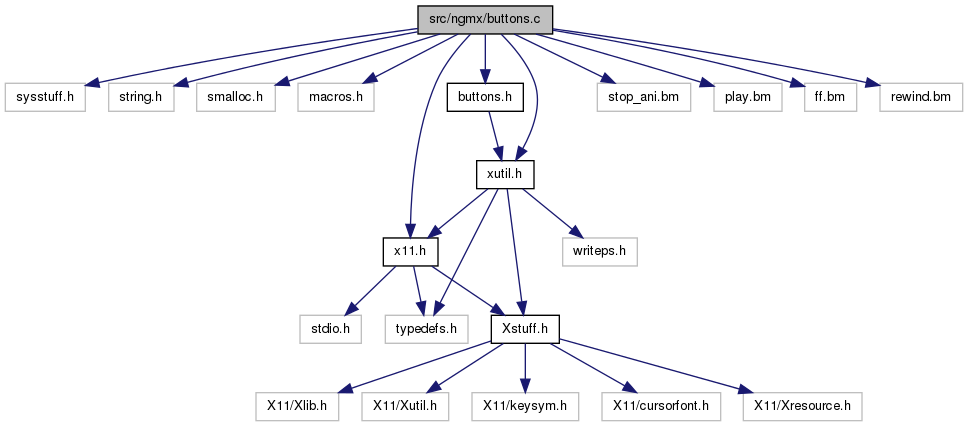 src/ngmx/buttons.c
sysstuff.h
string.h
smalloc.h
macros.h
buttons.h
stop_ani.bm
play.bm
ff.bm
rewind.bm
xutil.h
x11.h
writeps.h
stdio.h
typedefs.h
Xstuff.h
X11/Xlib.h
X11/Xutil.h
X11/keysym.h
X11/cursorfont.h
X11/Xresource.h